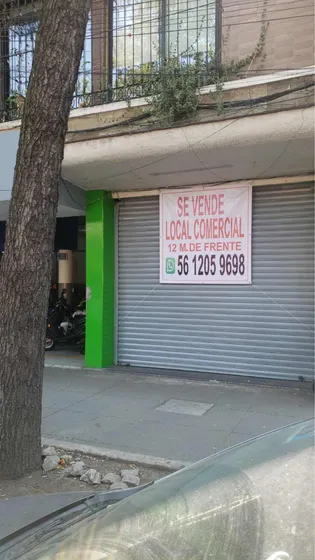 SE VENDE
LOCAL COMERCIAL
12 M. DE FRENTE
56 1205 9698